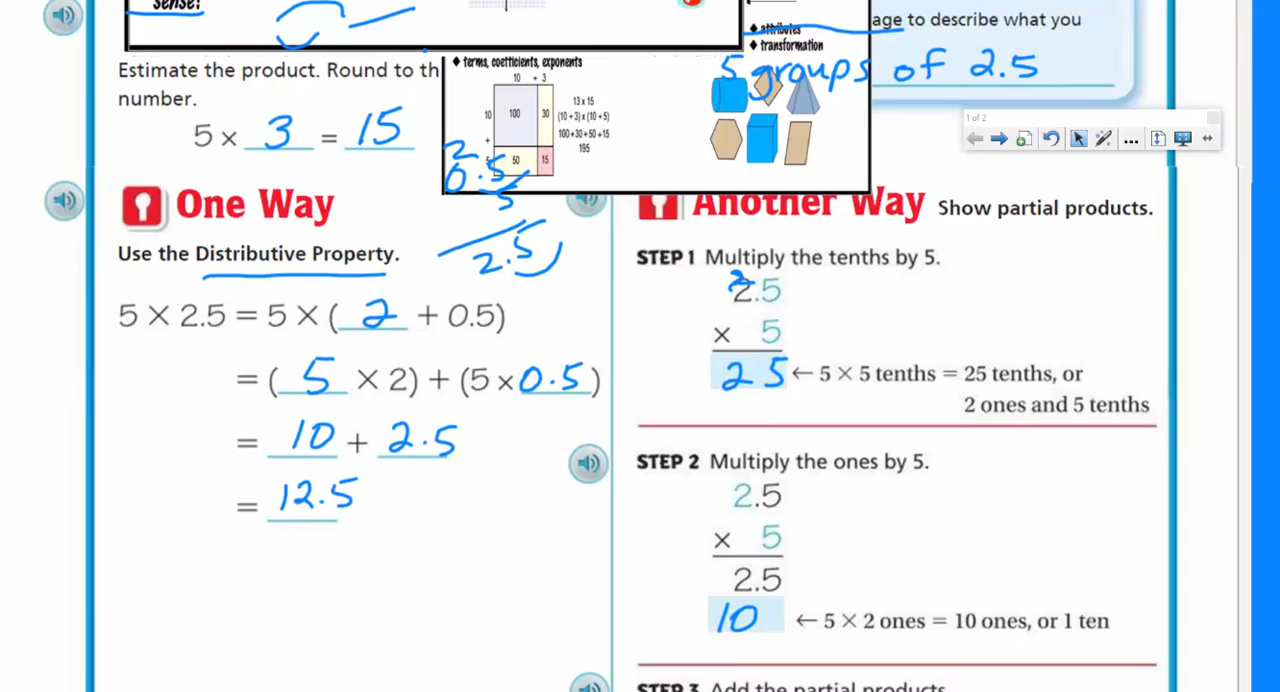 sense!
age to describe what you
5 groups of 2.5
◆ attributes
◆ transformation
Estimate the product. Round to th
number.
5 × 3 = 15
◆ terms, coefficients, exponents
10 + 3
10
100
30
+
50
15
13 x 15
(10 + 3) x (10 + 5)
100 + 30 + 50 + 15
195
1 of 2
2
0.5
5
2.5
One Way
Use the Distributive Property.
5 × 2.5 = 5 × ( 2 + 0.5)
= ( 5 × 2) + (5 × 0.5 )
= 10 + 2.5
= 12.5
Another Way Show partial products.
STEP 1 Multiply the tenths by 5.
2
2.5
× 5
2 5 ← 5 × 5 tenths = 25 tenths, or
2 ones and 5 tenths
STEP 2 Multiply the ones by 5.
2.5
× 5
2.5
10 ← 5 × 2 ones = 10 ones, or 1 ten
STEP 3 Add the partial products.